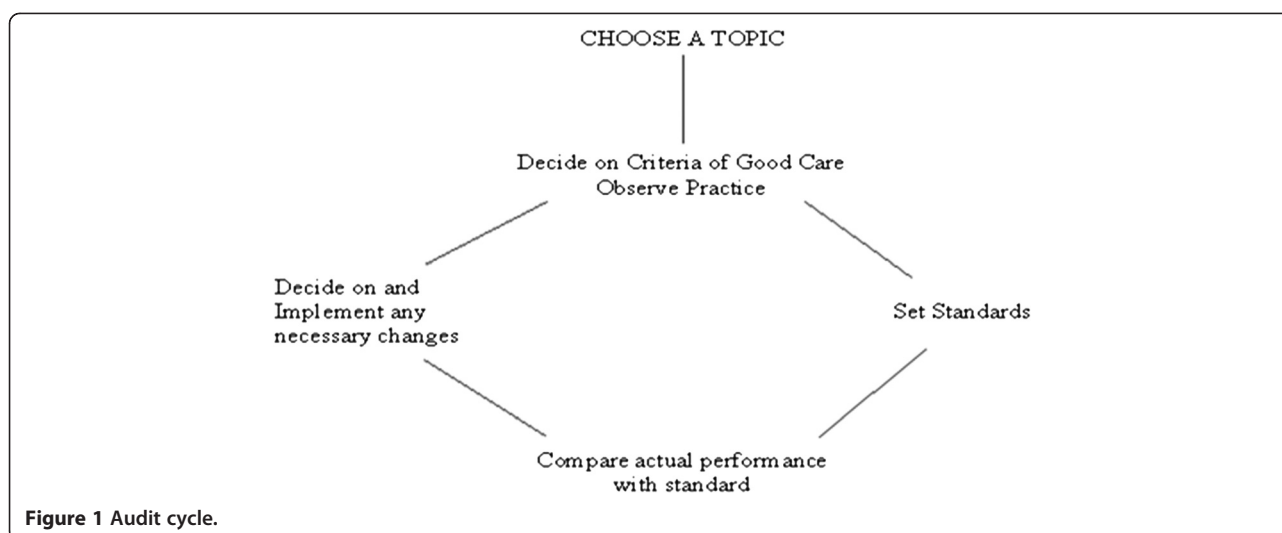 CHOOSE A TOPIC
Decide on Criteria of Good Care
Observe Practice
Decide on and
Implement any
necessary changes
Set Standards
Compare actual performance
with standard
Figure 1 Audit cycle.